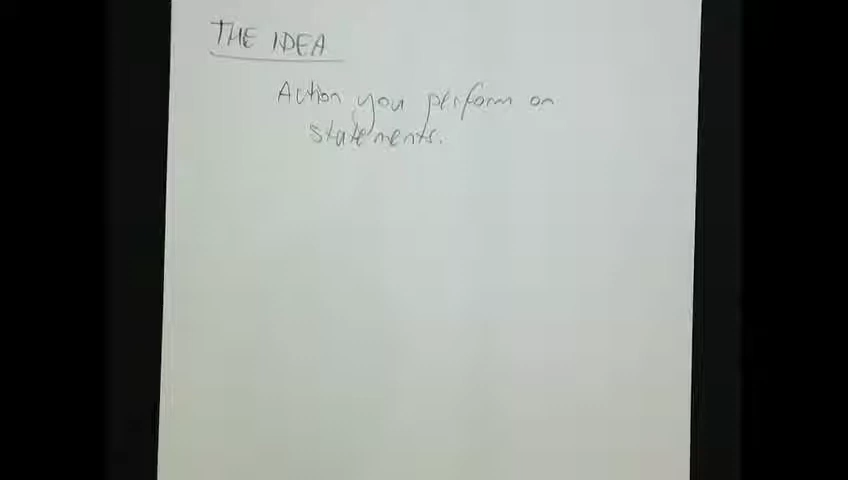 THE IDEA
Action you perform on
statements.